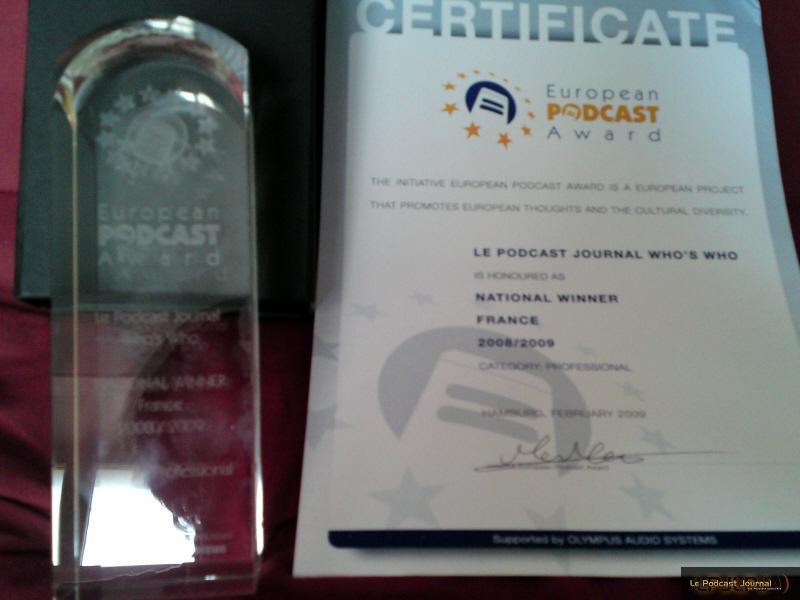 European
PODCAST
Award
Le Podcast Journal
Who's Who
NATIONAL WINNER
France
2008/2009
Professional
CERTIFICATE
European
PODCAST
Award
THE INITIATIVE EUROPEAN PODCAST AWARD IS A EUROPEAN PROJECT
THAT PROMOTES EUROPEAN THOUGHTS AND THE CULTURAL DIVERSITY.
LE PODCAST JOURNAL WHO'S WHO
IS HONOURED AS
NATIONAL WINNER
FRANCE
2008/2009
CATEGORY: PROFESSIONAL
HAMBURG, FEBRUARY 2009
Supported by OLYMPUS AUDIO SYSTEMS
Le Podcast Journal